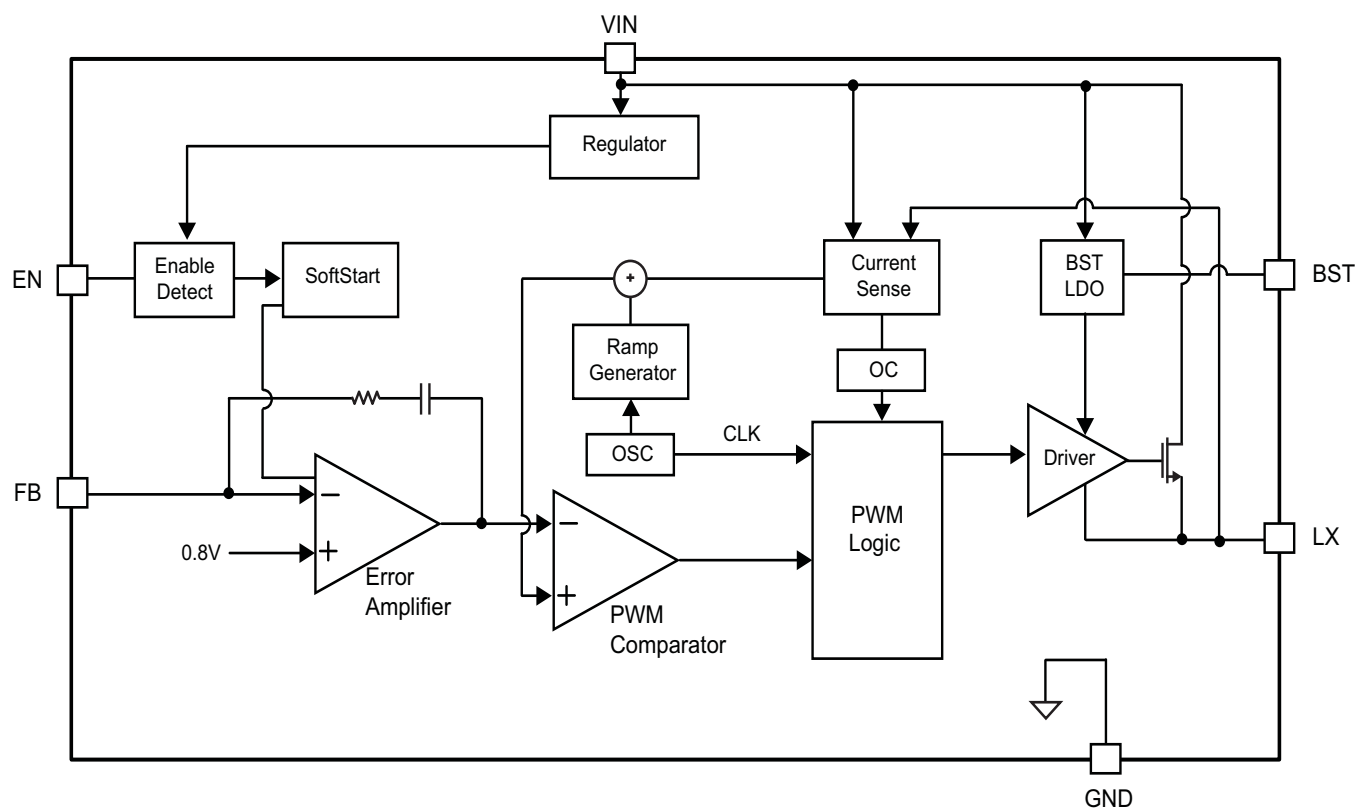 VIN
Regulator
EN
Enable
Detect
SoftStart
+
Current
Sense
BST
LDO
BST
Ramp
Generator
OC
OSC
CLK
Driver
FB
−
0.8V
+
Error
Amplifier
−
+
PWM
Comparator
PWM
Logic
LX
GND